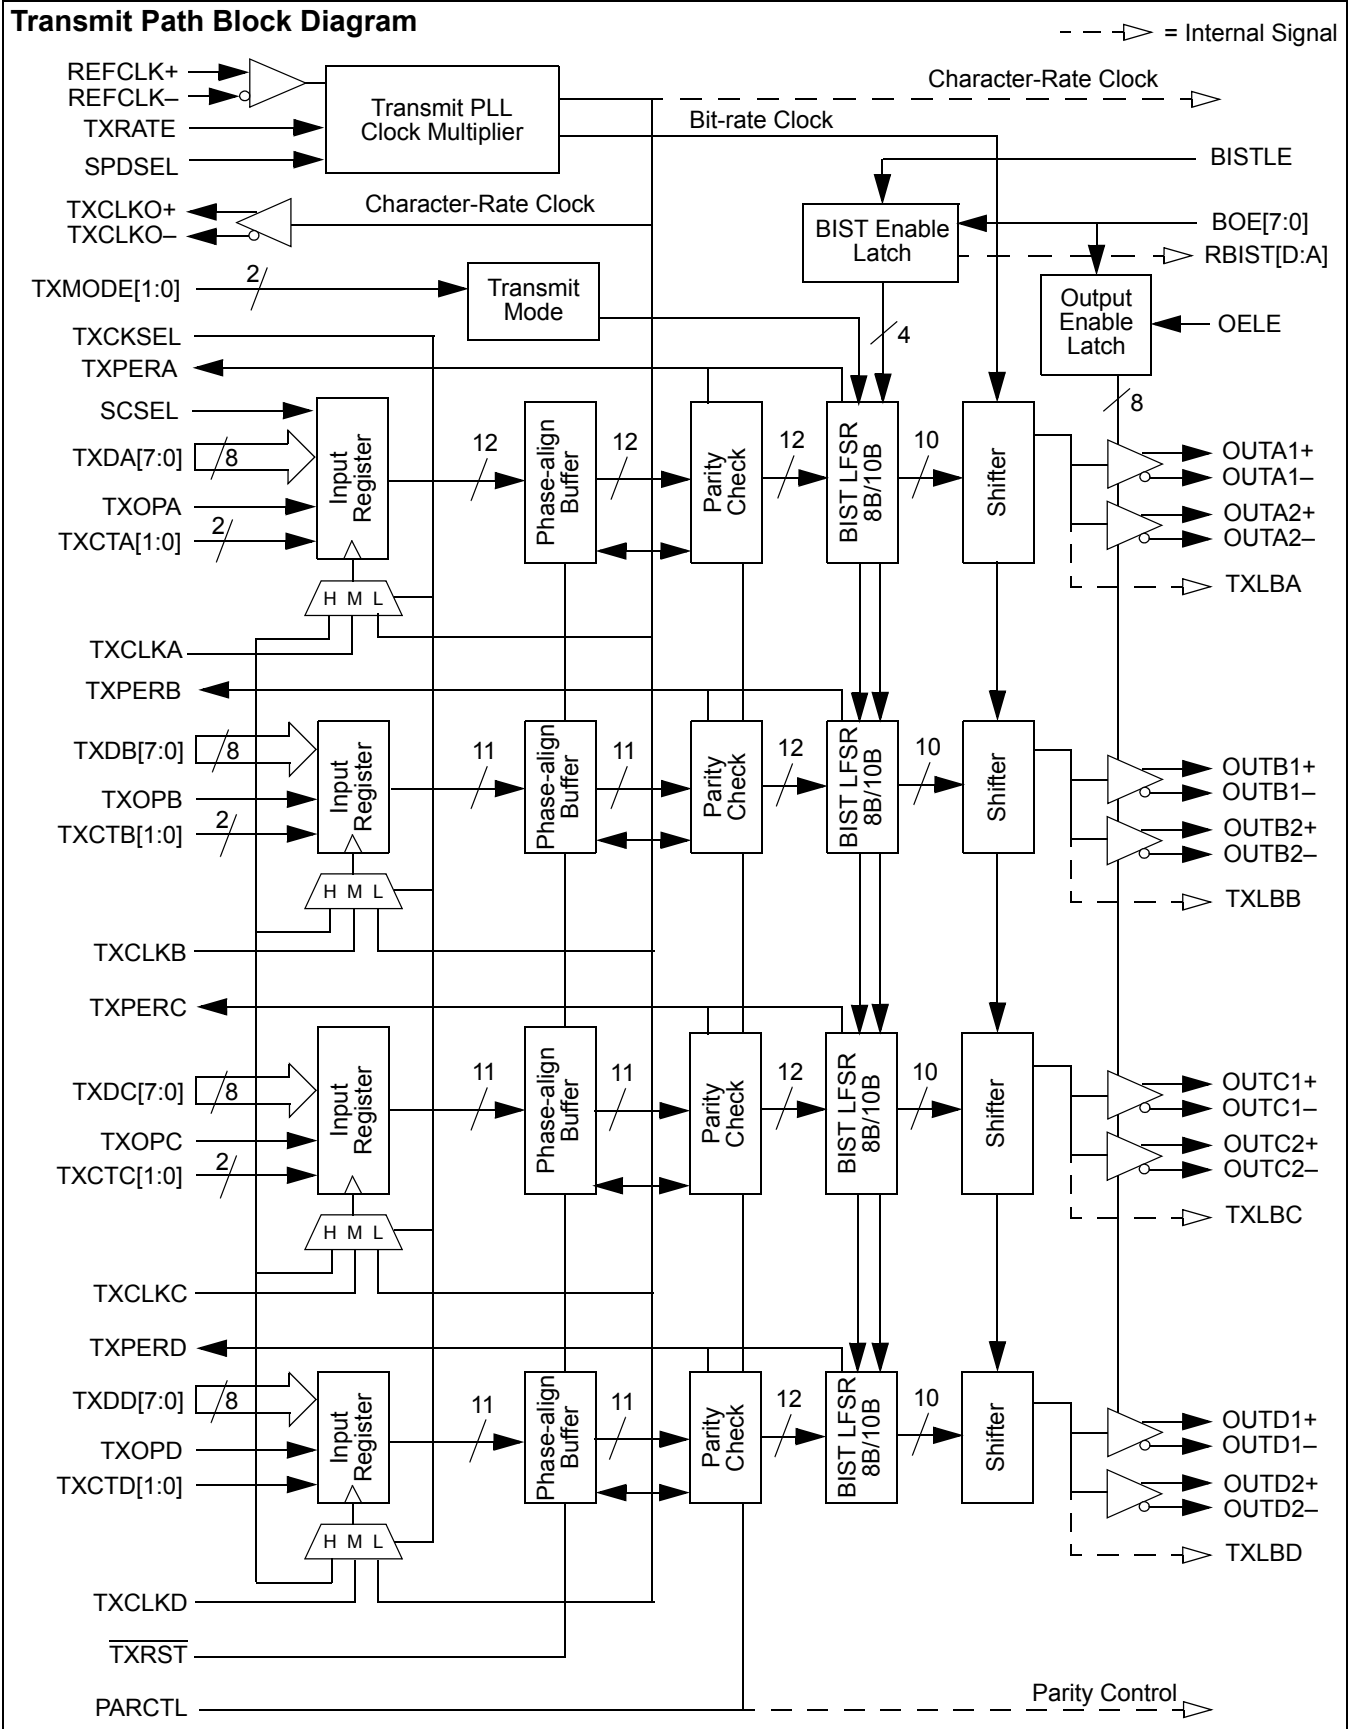 Transmit Path Block Diagram
= Internal Signal
REFCLK+
REFCLK–
TXRATE
SPDSEL
Transmit PLL
Clock Multiplier
Character-Rate Clock
Bit-rate Clock
BISTLE
TXCLKO+
TXCLKO–
Character-Rate Clock
BIST Enable
Latch
BOE[7:0]
RBIST[D:A]
TXMODE[1:0]
2
Transmit
Mode
Output
Enable
Latch
OELE
4
8
TXCKSEL
TXPERA
SCSEL
TXDA[7:0]
8
TXOPA
TXCTA[1:0]
2
Input
Register
12
Phase-align
Buffer
12
Parity
Check
12
BIST LFSR
8B/10B
10
Shifter
OUTA1+
OUTA1–
OUTA2+
OUTA2–
TXLBA
H M L
TXCLKA
TXPERB
TXDB[7:0]
8
TXOPB
TXCTB[1:0]
2
Input
Register
11
Phase-align
Buffer
11
Parity
Check
12
BIST LFSR
8B/10B
10
Shifter
OUTB1+
OUTB1–
OUTB2+
OUTB2–
TXLBB
H M L
TXCLKB
TXPERC
TXDC[7:0]
8
TXOPC
TXCTC[1:0]
2
Input
Register
11
Phase-align
Buffer
11
Parity
Check
12
BIST LFSR
8B/10B
10
Shifter
OUTC1+
OUTC1–
OUTC2+
OUTC2–
TXLBC
H M L
TXCLKC
TXPERD
TXDD[7:0]
8
TXOPD
TXCTD[1:0]
Input
Register
11
Phase-align
Buffer
11
Parity
Check
12
BIST LFSR
8B/10B
10
Shifter
OUTD1+
OUTD1–
OUTD2+
OUTD2–
TXLBD
H M L
TXCLKD
TXRST
PARCTL
Parity Control